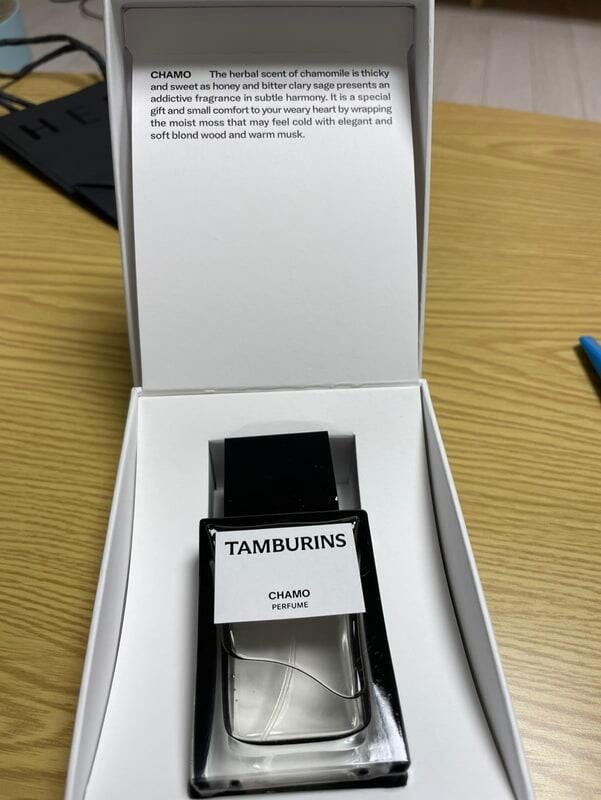 CHAMO The herbal scent of chamomile is thicky
and sweet as honey and bitter clary sage presents an
addictive fragrance in subtle harmony. It is a special
gift and small comfort to your weary heart by wrapping
the moist moss that may feel cold with elegant and
soft blond wood and warm musk.
TAMBURINS
CHAMO
PERFUME